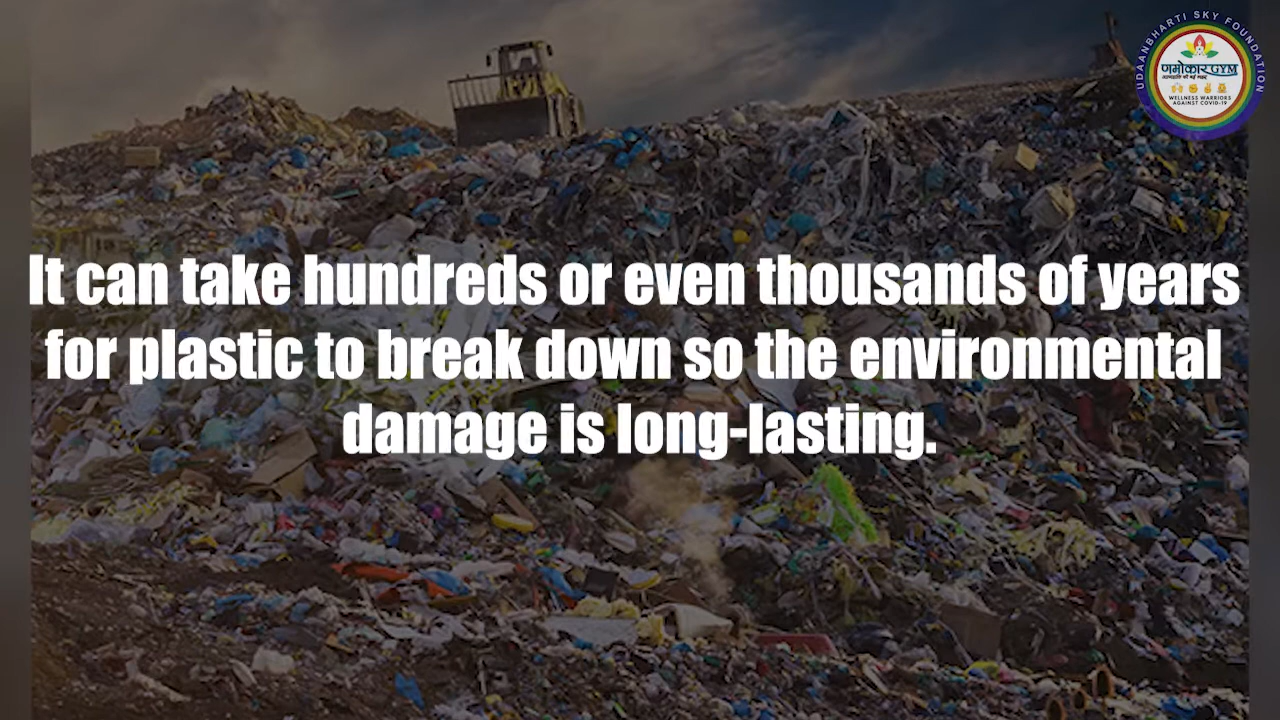 UDAANBHARTI SKY FOUNDATION
णमोकार GYM
WELLNESS WARRIORS
AGAINST COVID-19
It can take hundreds or even thousands of years
for plastic to break down so the environmental
damage is long-lasting.